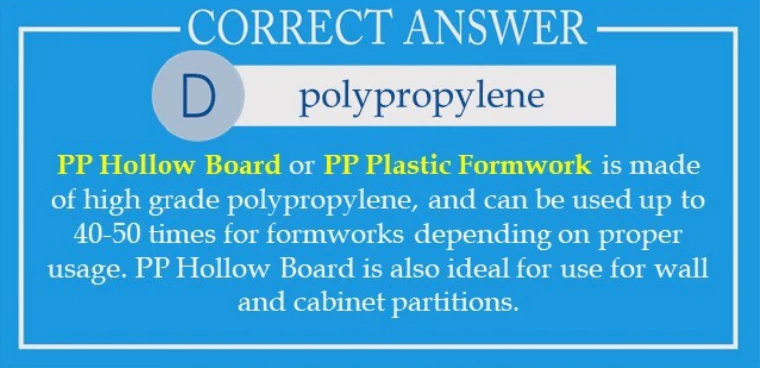 CORRECT ANSWER
D polypropylene
PP Hollow Board or PP Plastic Formwork is made
of high grade polypropylene, and can be used up to
40-50 times for formworks depending on proper
usage. PP Hollow Board is also ideal for use for wall
and cabinet partitions.